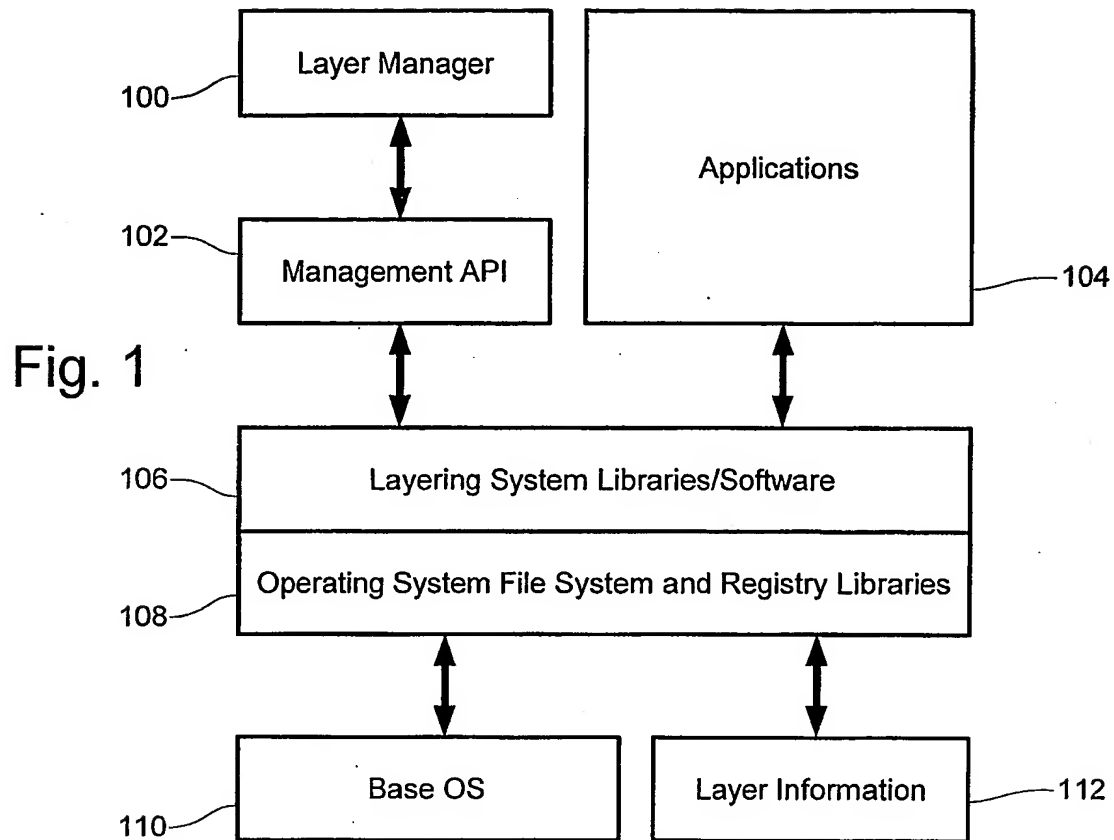 Layer Manager
100
Applications
102
Management API
104
Fig. 1
106
Layering System Libraries/Software
108
Operating System File System and Registry Libraries
110
Base OS
Layer Information
112